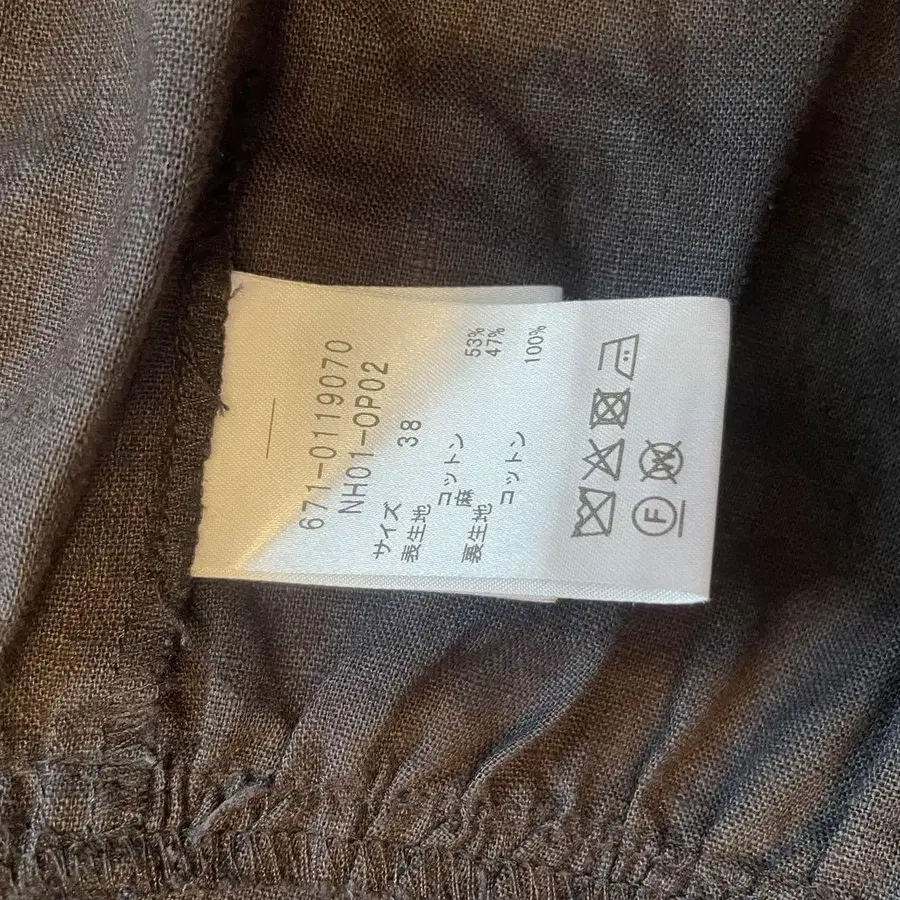 671-0119070
NH01-OP02
サイズ 38
表生地
コットン 53%
麻 47%
裏生地
コットン 100%
F
W